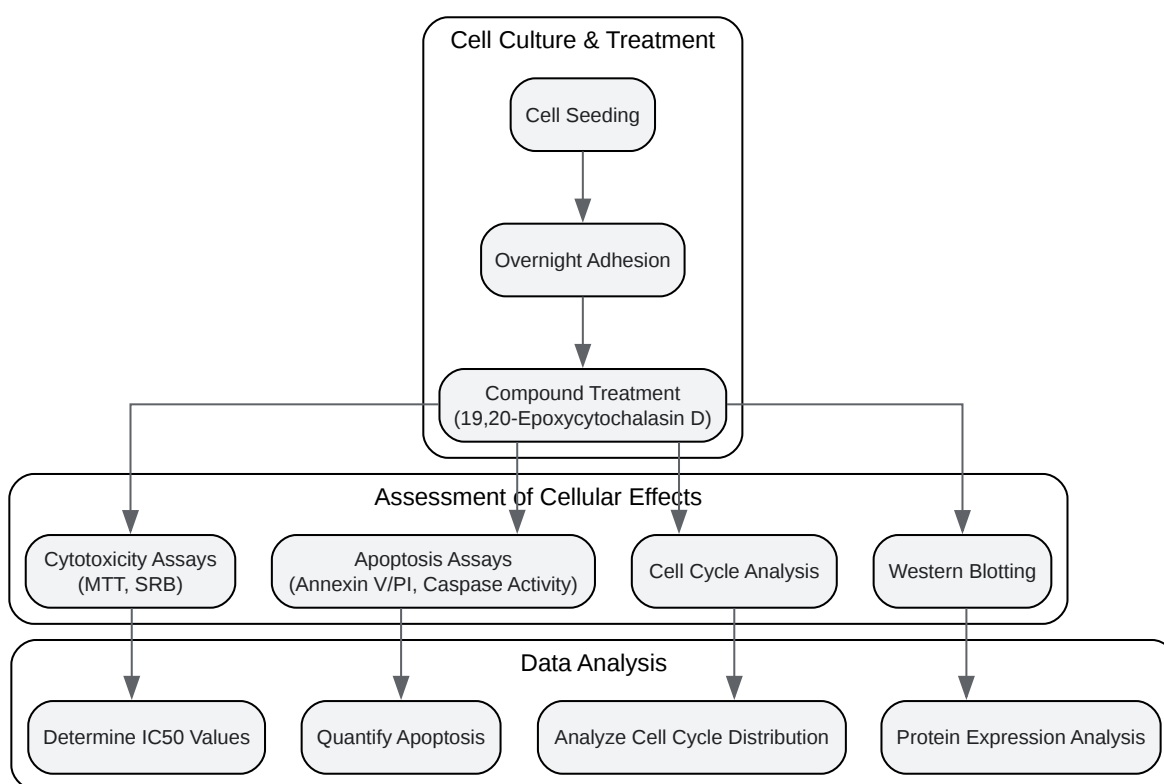 Cell Culture & Treatment
Cell Seeding
Overnight Adhesion
Compound Treatment
(19,20-Epoxycytochalasin D)
Assessment of Cellular Effects
Cytotoxicity Assays
(MTT, SRB)
Apoptosis Assays
(Annexin V/PI, Caspase Activity)
Cell Cycle Analysis
Western Blotting
Data Analysis
Determine IC50 Values
Quantify Apoptosis
Analyze Cell Cycle Distribution
Protein Expression Analysis